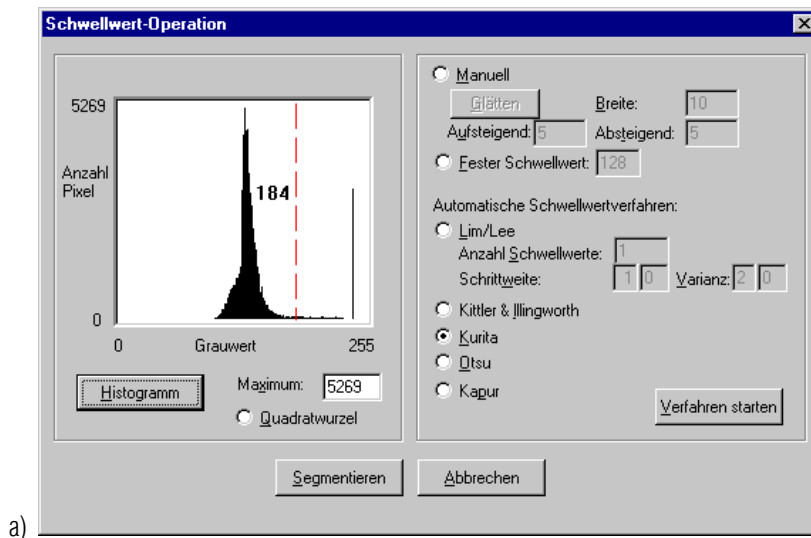 Schwellwert-Operation
5269
Anzahl
Pixel
184
0
0 Grauwert 255
Histogramm
Maximum: 5269
Quadratwurzel
Manuell
Glätten Breite: 10
Aufsteigend: 5 Absteigend: 5
Fester Schwellwert: 128
Automatische Schwellwertverfahren:
Lim/Lee
Anzahl Schwellwerte: 1
Schrittweite: 1 0 Varianz: 2 0
Kittler & Illingworth
Kurita
Otsu
Kapur
Verfahren starten
Segmentieren Abbrechen
a)